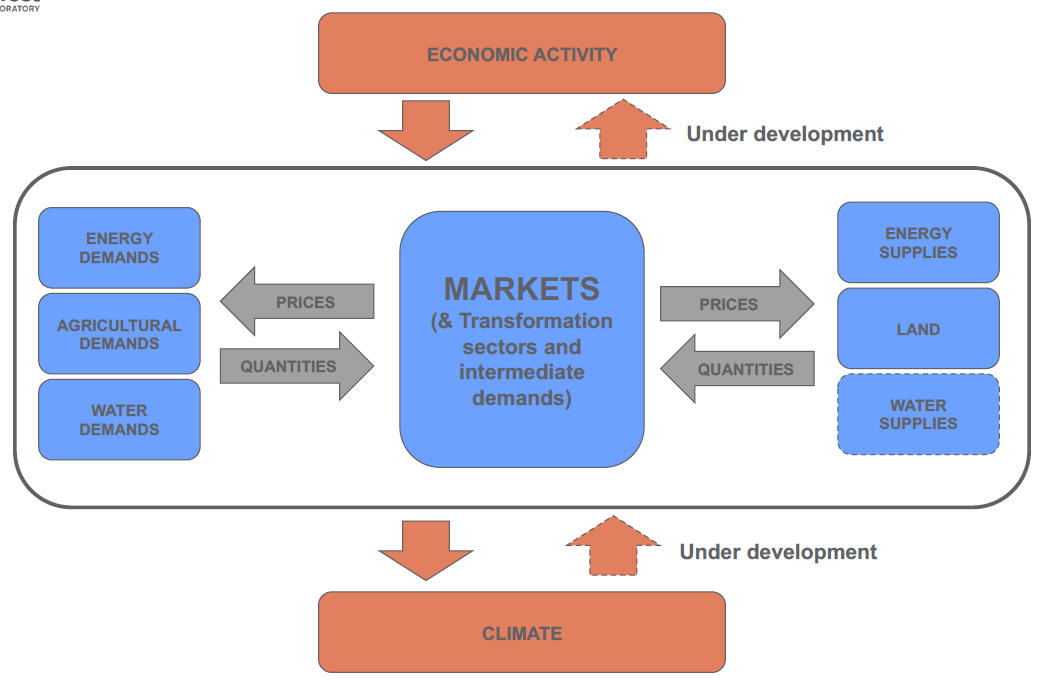 ORATORY
ECONOMIC ACTIVITY
Under development
ENERGY
DEMANDS
AGRICULTURAL
DEMANDS
WATER
DEMANDS
PRICES
QUANTITIES
MARKETS
(& Transformation
sectors and
intermediate
demands)
PRICES
QUANTITIES
ENERGY
SUPPLIES
LAND
WATER
SUPPLIES
Under development
CLIMATE